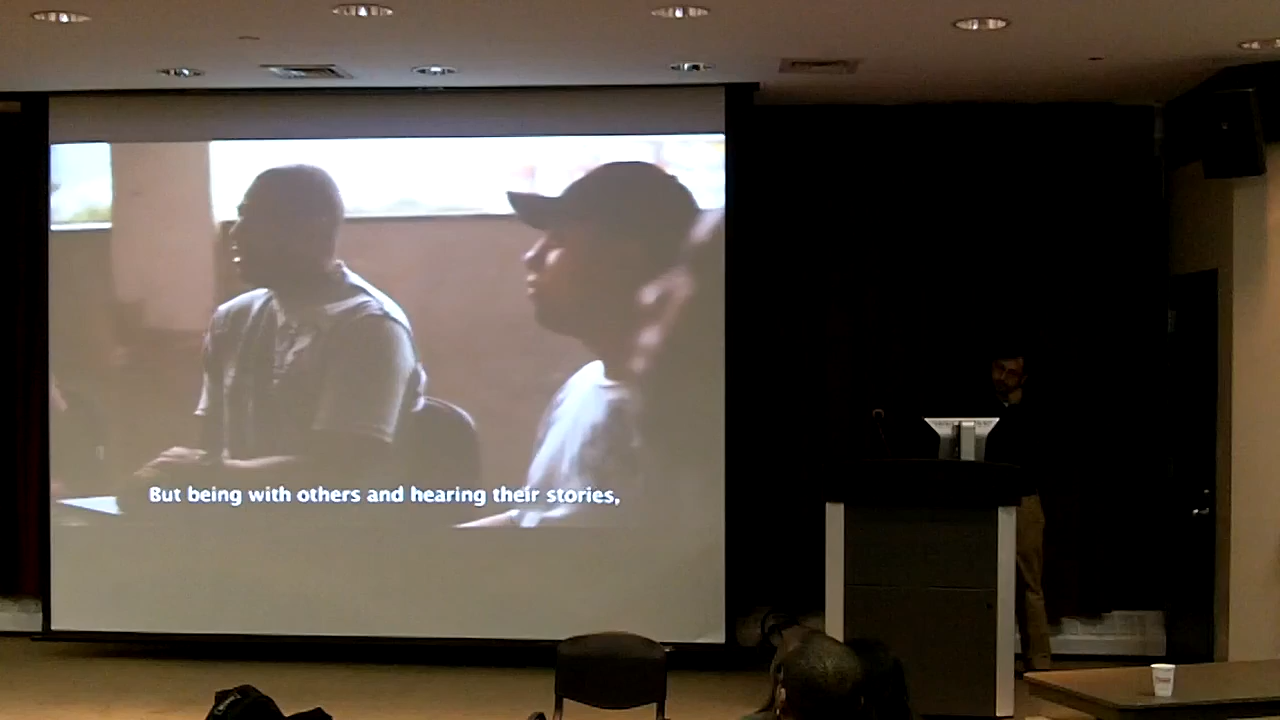 But being with others and hearing their stories,